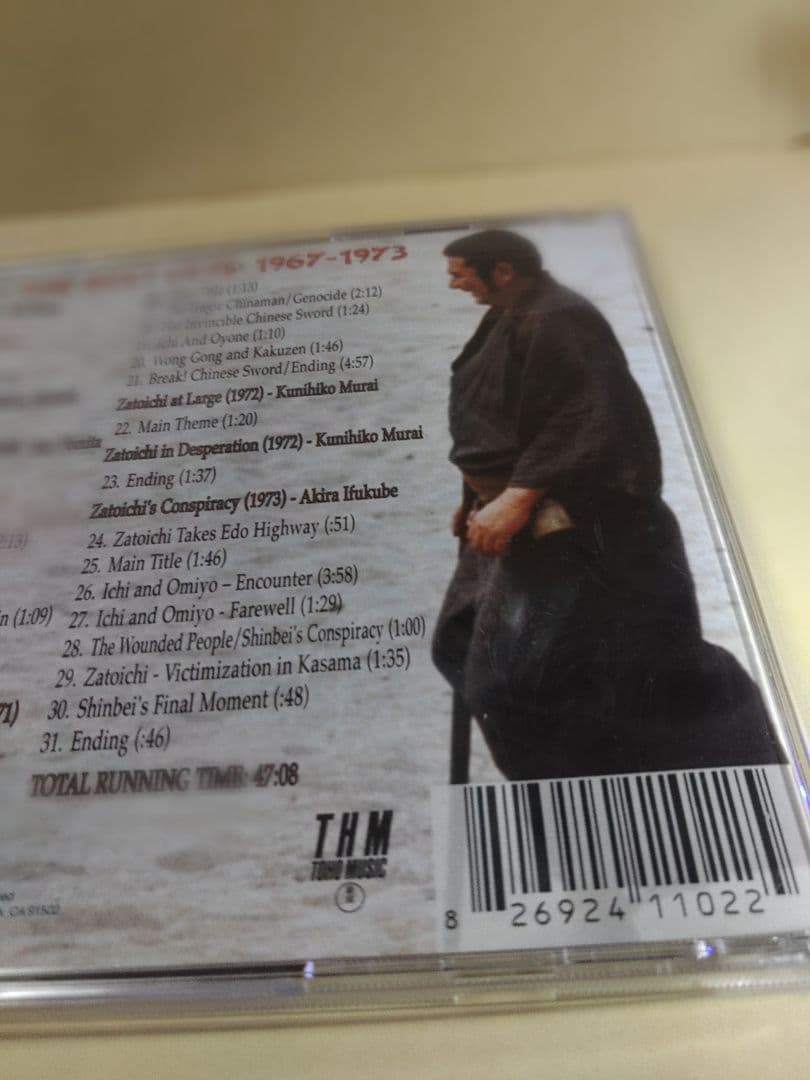 1967-1973
Chinaman/Genocide (2:12)
Invincible Chinese Sword (1:24)
Ichi And Oyone (1:10)
20. Wong Gong and Kakuzen (1:46)
21. Break! Chinese Sword/Ending (4:57)
Zatoichi at Large (1972) - Kunihiko Murai
22. Main Theme (1:20)
Zatoichi in Desperation (1972) - Kunihiko Murai
23. Ending (1:37)
Zatoichi's Conspiracy (1973) - Akira Ifukube
24. Zatoichi Takes Edo Highway (:51)
25. Main Title (1:46)
26. Ichi and Omiyo – Encounter (3:58)
n (1:09) 27. Ichi and Omiyo - Farewell (1:29)
28. The Wounded People/Shinbei's Conspiracy (1:00)
29. Zatoichi - Victimization in Kasama (1:35)
71) 30. Shinbei's Final Moment (:48)
31. Ending (:46)
TOTAL RUNNING TIME: 47:08
THM
TOHO MUSIC
8 26924 11022